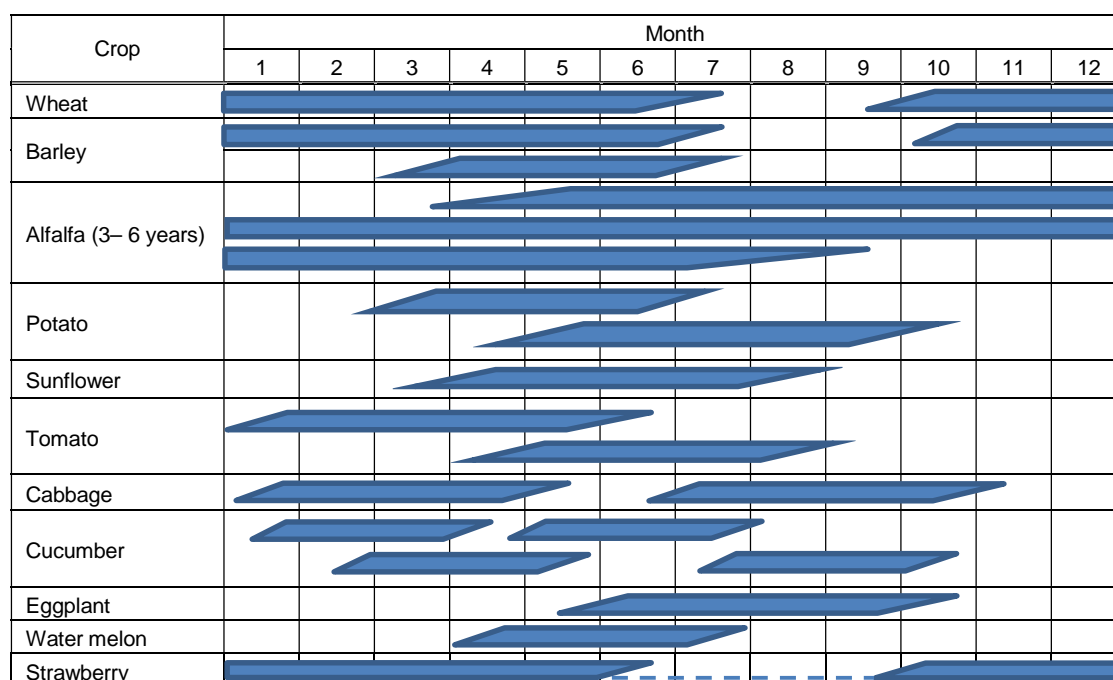 Crop
Month
1 2 3 4 5 6 7 8 9 10 11 12
Wheat
Barley
Alfalfa (3– 6 years)
Potato
Sunflower
Tomato
Cabbage
Cucumber
Eggplant
Water melon
Strawberry